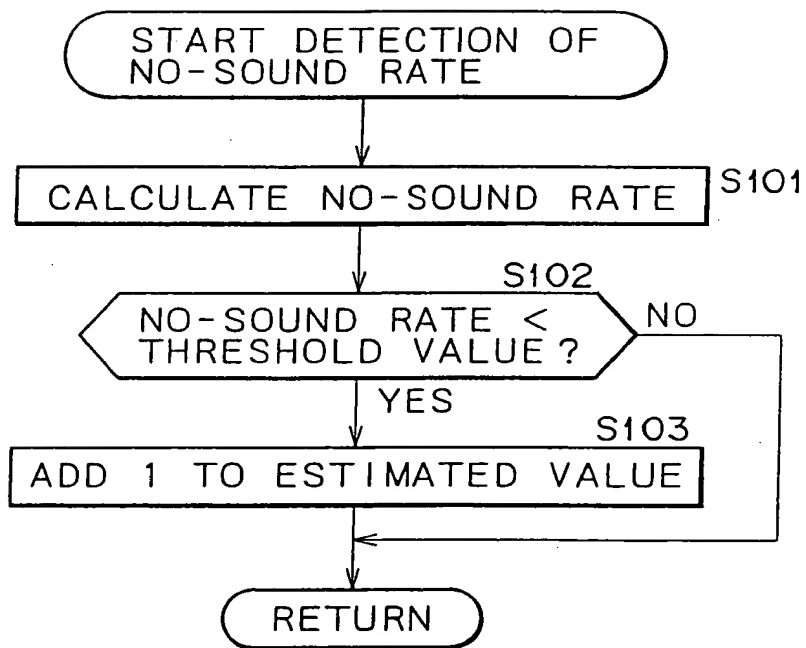 START DETECTION OF
NO-SOUND RATE
CALCULATE NO-SOUND RATE
S101
S102
NO-SOUND RATE <
THRESHOLD VALUE?
NO
YES
S103
ADD 1 TO ESTIMATED VALUE
RETURN